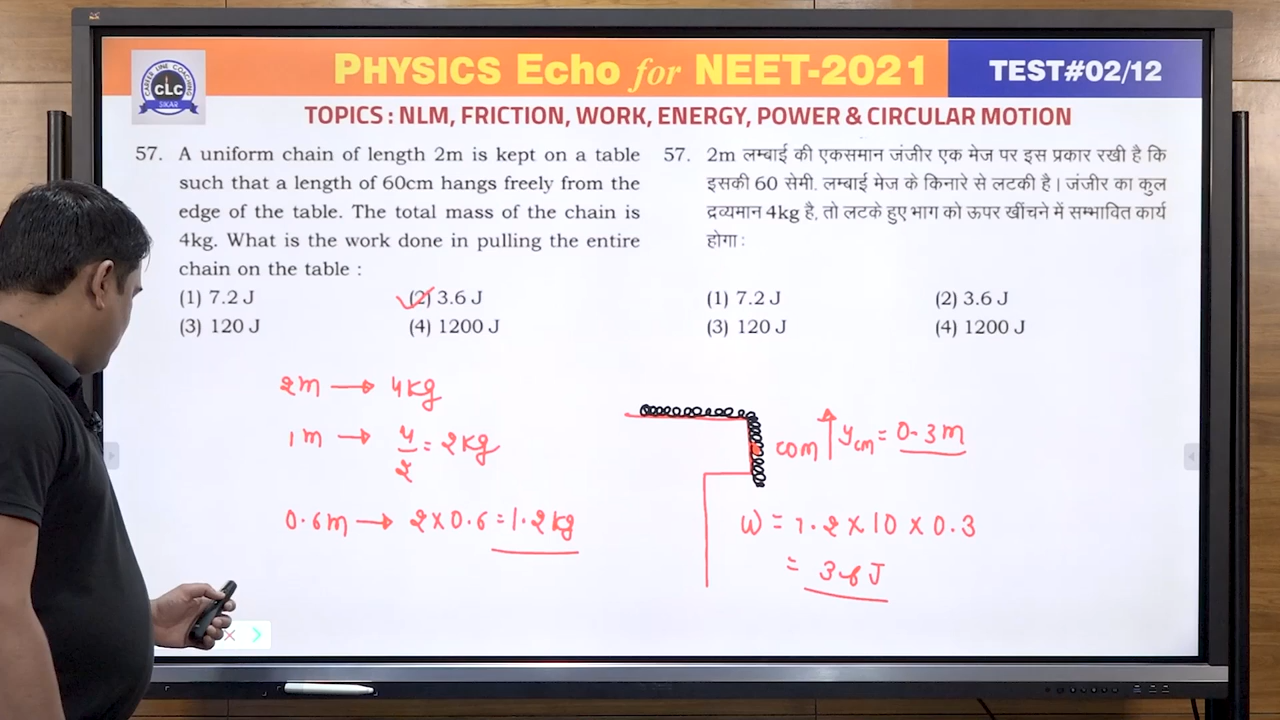 CAREER LINE COACHING
CLC
SIKAR
PHYSICS Echo for NEET-2021
TEST#02/12
TOPICS : NLM, FRICTION, WORK, ENERGY, POWER & CIRCULAR MOTION
57. A uniform chain of length 2m is kept on a table
such that a length of 60cm hangs freely from the
edge of the table. The total mass of the chain is
4kg. What is the work done in pulling the entire
chain on the table :
(1) 7.2 J (2) 3.6 J
(3) 120 J (4) 1200 J
57. 2m लम्बाई की एकसमान जंजीर एक मेज पर इस प्रकार रखी है कि
इसकी 60 सेमी. लम्बाई मेज के किनारे से लटकी है। जंजीर का कुल
द्रव्यमान 4kg है, तो लटके हुए भाग को ऊपर खींचने में सम्भावित कार्य
होगा :
(1) 7.2 J (2) 3.6 J
(3) 120 J (4) 1200 J
2m → 4kg
1m → 4/2 = 2kg
0.6m → 2 × 0.6 = 1.2 kg
com ↑ ycm = 0.3m
W = 1.2 × 10 × 0.3
= 3.6 J